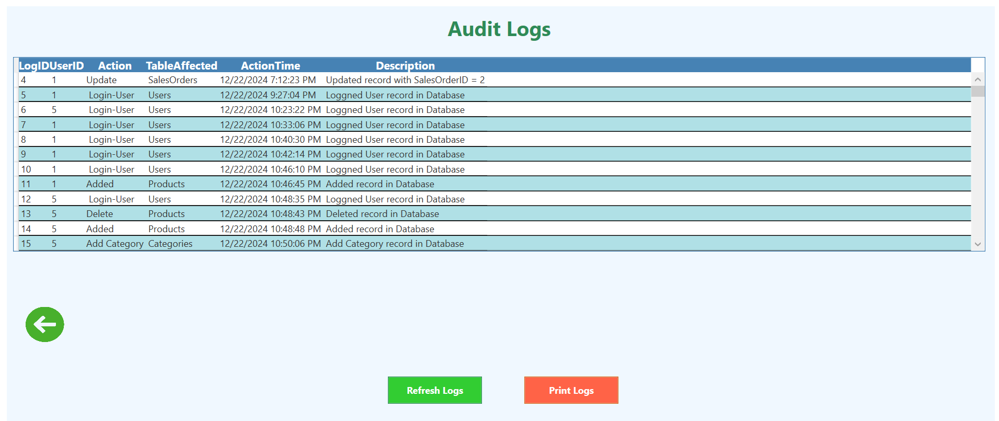 Audit Logs
LogID UserID Action TableAffected ActionTime Description
4 1 Update SalesOrders 12/22/2024 7:12:23 PM Updated record with SalesOrderID = 2
5 1 Login-User Users 12/22/2024 9:27:04 PM Loggned User record in Database
6 5 Login-User Users 12/22/2024 10:23:22 PM Loggned User record in Database
7 1 Login-User Users 12/22/2024 10:33:06 PM Loggned User record in Database
8 1 Login-User Users 12/22/2024 10:40:30 PM Loggned User record in Database
9 1 Login-User Users 12/22/2024 10:42:14 PM Loggned User record in Database
10 1 Login-User Users 12/22/2024 10:46:10 PM Loggned User record in Database
11 1 Added Products 12/22/2024 10:46:45 PM Added record in Database
12 5 Login-User Users 12/22/2024 10:48:35 PM Loggned User record in Database
13 5 Delete Products 12/22/2024 10:48:43 PM Deleted record in Database
14 5 Added Products 12/22/2024 10:48:48 PM Added record in Database
15 5 Add Category Categories 12/22/2024 10:50:06 PM Add Category record in Database
Refresh Logs Print Logs